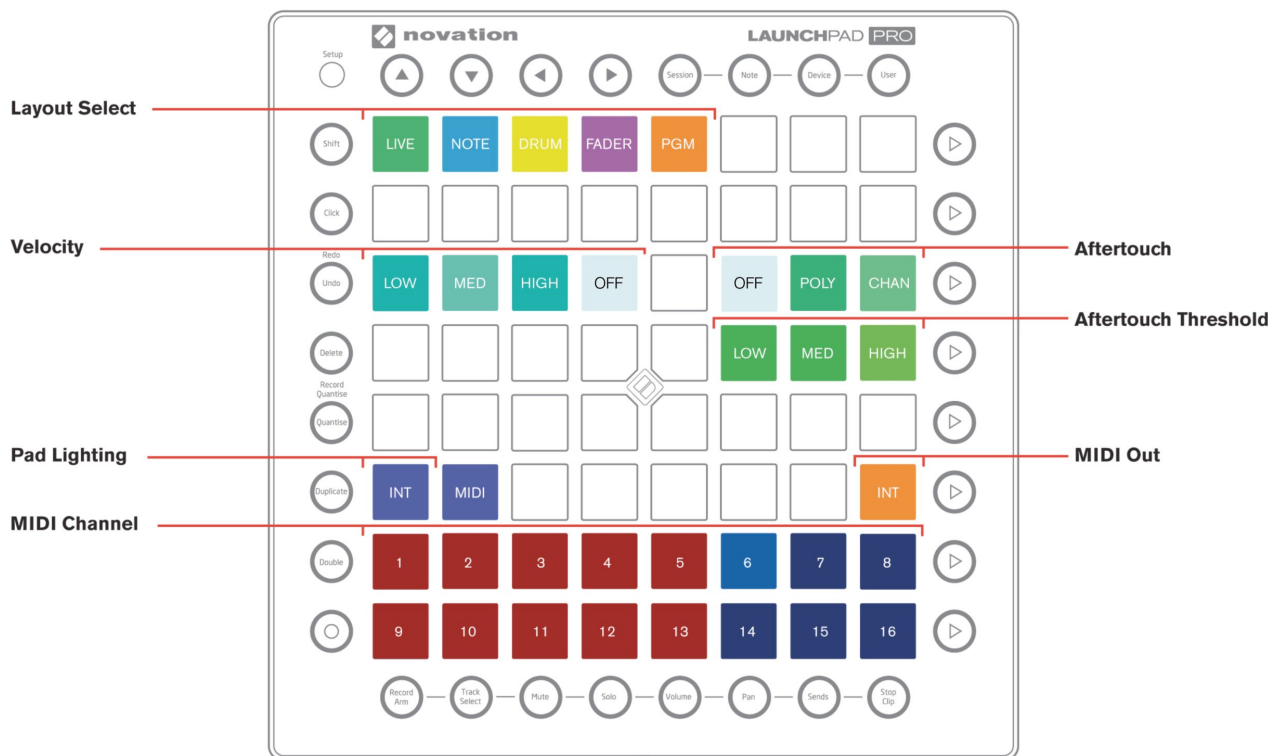 novation
LAUNCHPAD PRO
Setup
Session
Note
Device
User
Layout Select
Shift
LIVE
NOTE
DRUM
FADER
PGM
Click
Velocity
Aftertouch
Redo
Undo
LOW
MED
HIGH
OFF
OFF
POLY
CHAN
Aftertouch Threshold
Delete
LOW
MED
HIGH
Record
Quantise
Quantise
Pad Lighting
MIDI Out
Duplicate
INT
MIDI
INT
MIDI Channel
Double
1
2
3
4
5
6
7
8
9
10
11
12
13
14
15
16
Record
Arm
Track
Select
Mute
Solo
Volume
Pan
Sends
Stop
Clip